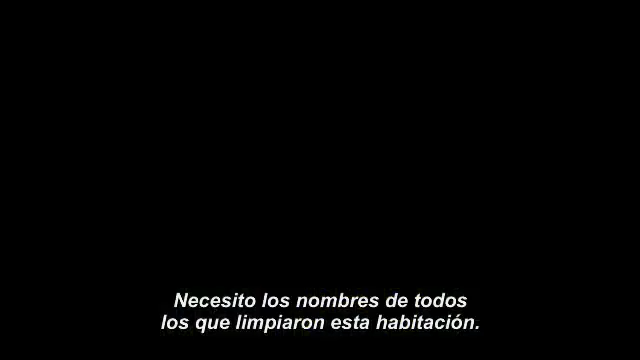 Necesito los nombres de todos
los que limpiaron esta habitación.